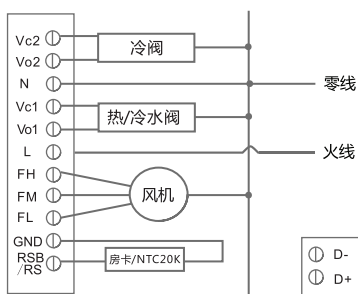 Vc2
冷阀
Vo2
N
零线
Vc1
热/冷水阀
Vo1
L
火线
FH
FM
风机
FL
GND
RSB
/RS
房卡/NTC20K
D-
D+